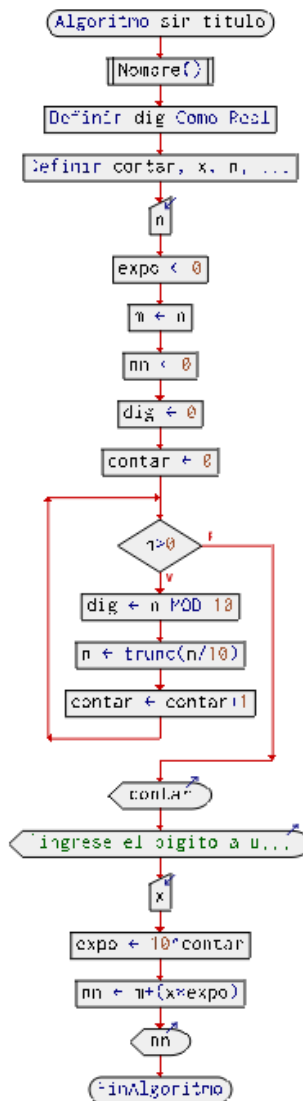 Algoritmo sin titulo
Nomare()
Definir dig Como Real
Definir contar, x, n, ...
n
expo ← 0
m ← n
nn ← 0
dig ← 0
contar ← 0
n>0
F
V
dig ← n MOD 10
n ← trunc(n/10)
contar ← contar+1
contar
"ingrese el digito a u...
x
expo ← 10^contar
nn ← m+(x*expo)
nn
FinAlgoritmo